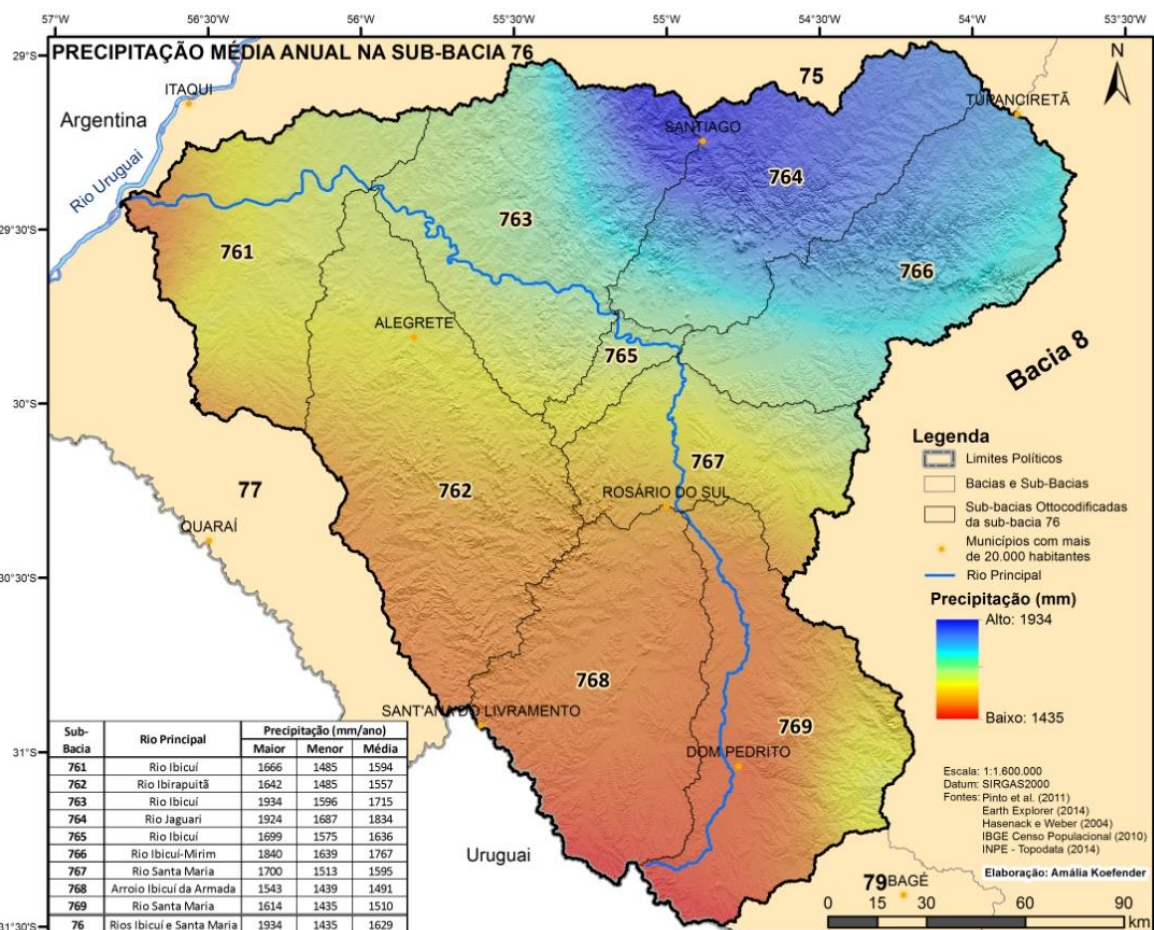 57°W 56°30'W 56°W 55°30'W 55°W 54°30'W 54°W 53°30'W
29°S
29°30'S
30°S
30°30'S
31°S
31°30'S
PRECIPITAÇÃO MÉDIA ANUAL NA SUB-BACIA 76
N
75
ITAQUI
Argentina
TUPANCIRETÃ
SANTIAGO
Rio Uruguai
764
763
761
766
ALEGRETE
765
Bacia 8
767
77
762
ROSÁRIO DO SUL
QUARAÍ
768
SANT'ANA DO LIVRAMENTO
769
DOM PEDRITO
Uruguai
79
BAGÉ
Legenda
Limites Políticos
Bacias e Sub-Bacias
Sub-bacias Ottocodificadas
da sub-bacia 76
Municípios com mais
de 20.000 habitantes
Rio Principal
Precipitação (mm)
Alto: 1934
Baixo: 1435
Escala: 1:1.600.000
Datum: SIRGAS2000
Fontes: Pinto et al. (2011)
Earth Explorer (2014)
Hasenack e Weber (2004)
IBGE Censo Populacional (2010)
INPE - Topodata (2014)
Elaboração: Amália Koefender
0 15 30 60 90
km
Sub-Bacia Rio Principal Precipitação (mm/ano)
Maior Menor Média
761 Rio Ibicuí 1666 1485 1594
762 Rio Ibirapuitã 1642 1485 1557
763 Rio Ibicuí 1934 1596 1715
764 Rio Jaguari 1924 1687 1834
765 Rio Ibicuí 1699 1575 1636
766 Rio Ibicuí-Mirim 1840 1639 1767
767 Rio Santa Maria 1700 1513 1595
768 Arroio Ibicuí da Armada 1543 1439 1491
769 Rio Santa Maria 1614 1435 1510
76 Rios Ibicuí e Santa Maria 1934 1435 1629